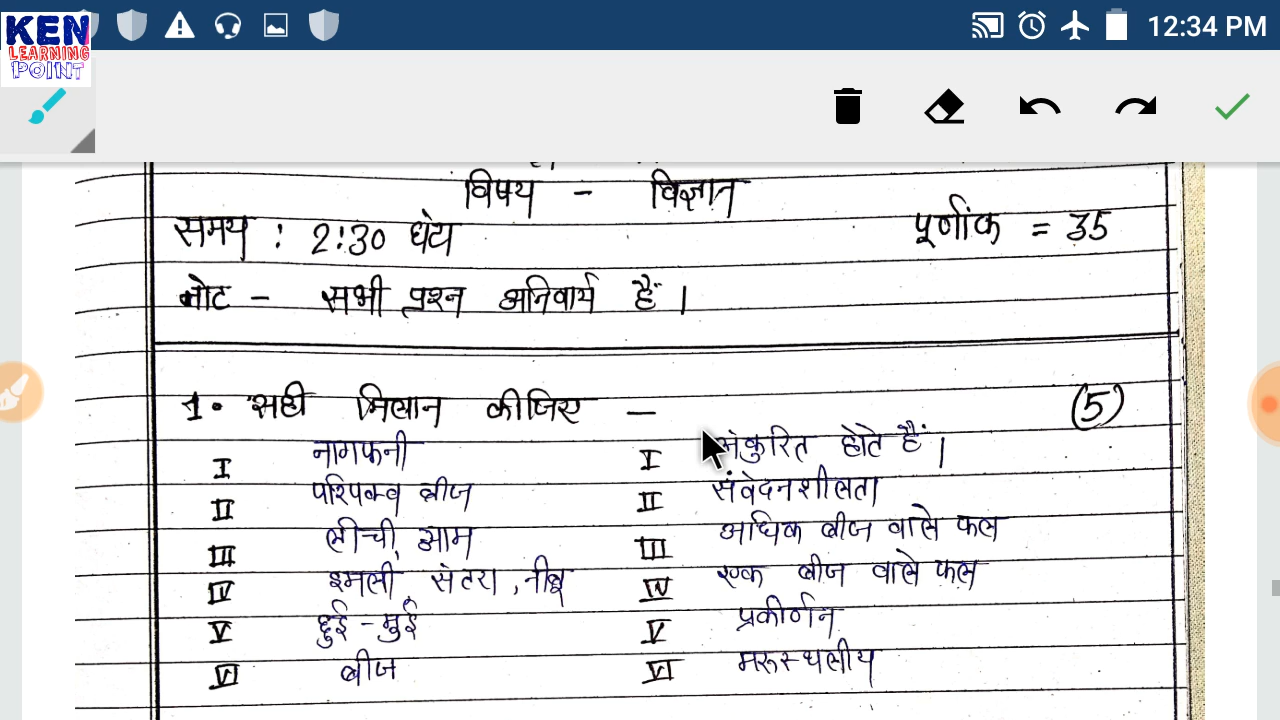 KEN
LEARNING
POINT
12:34 PM
विषय - विज्ञान
समय : 2:30 घंटा
पूर्णांक = 35
नोट - सभी प्रश्न अनिवार्य हैं ।
1. सही मिलान कीजिए - (5)
I नागफनी I अंकुरित होते हैं ।
II परिपक्व बीज II संवेदनशीलता
III लीची, आम III अधिक बीज वाले फल
IV इमली, संतरा, नीबू IV एक बीज वाले फल
V छुई-मुई V प्रकीर्णन
VI बीज VI मरूस्थलीय